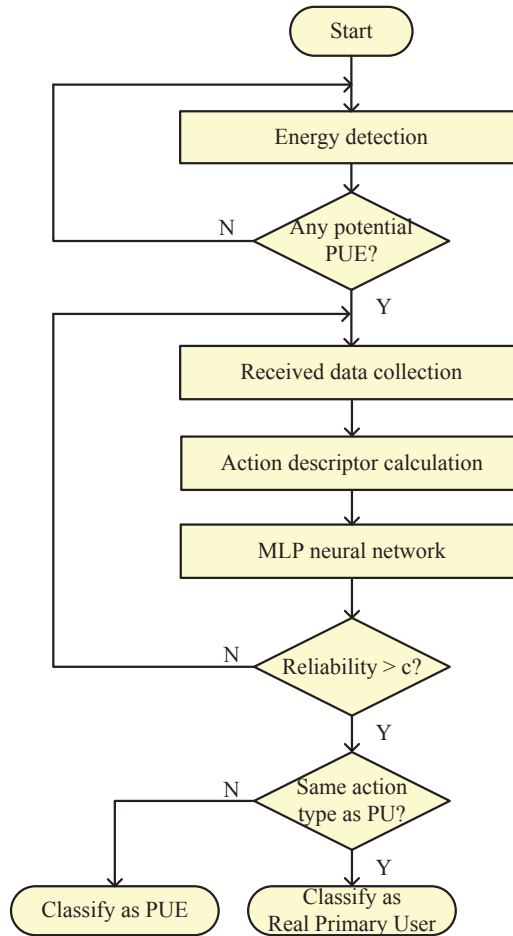 Start
Energy detection
Any potential
PUE?
N
Y
Received data collection
Action descriptor calculation
MLP neural network
Reliability > c?
N
Y
Same action
type as PU?
N
Y
Classify as PUE
Classify as
Real Primary User